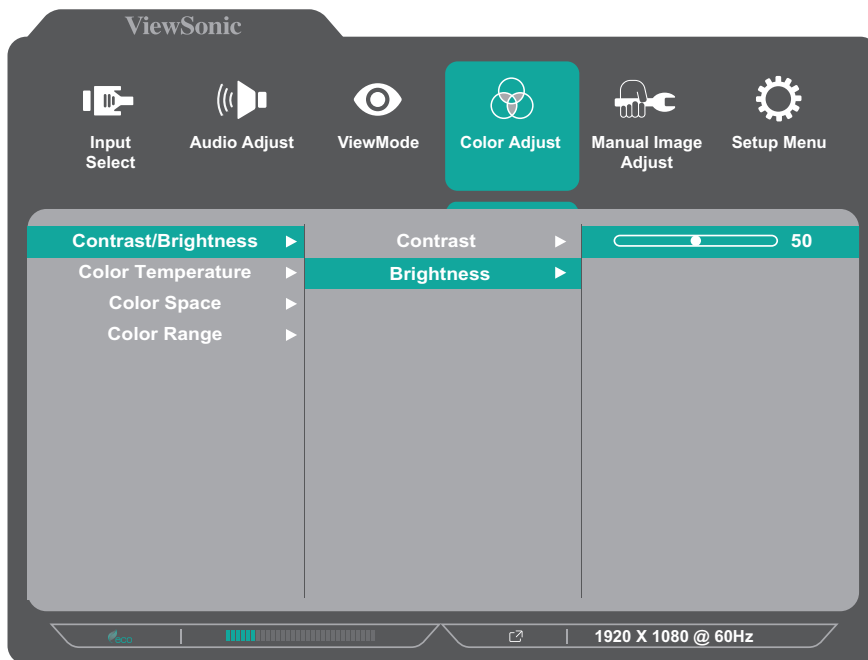 ViewSonic
Input Select
Audio Adjust
ViewMode
Color Adjust
Manual Image Adjust
Setup Menu
Contrast/Brightness
Contrast
50
Color Temperature
Brightness
Color Space
Color Range
eco
1920 X 1080 @ 60Hz